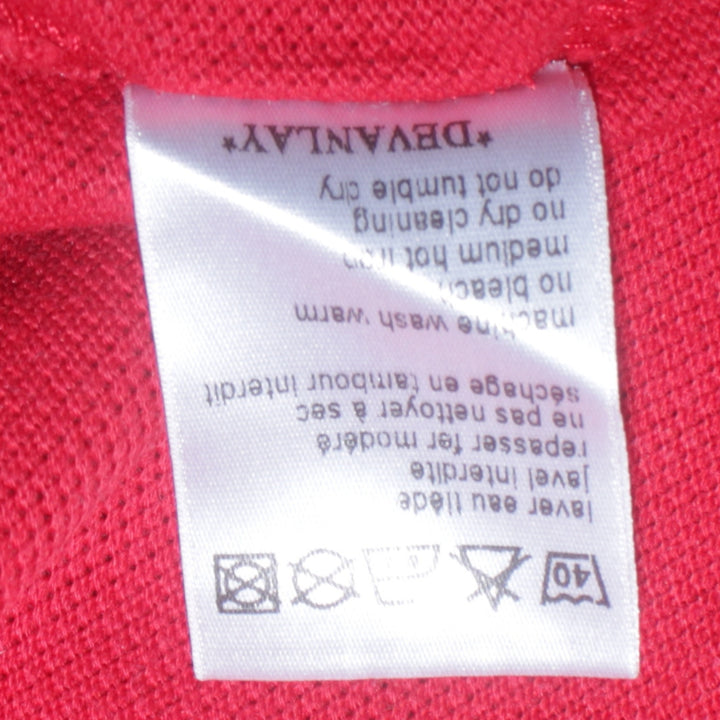 40
laver eau tiède
javel interdite
repasser fer modéré
ne pas nettoyer à sec
séchage en tambour interdit
machine wash warm
no bleach
medium hot iron
no dry cleaning
do not tumble dry
*DEVANLAY*